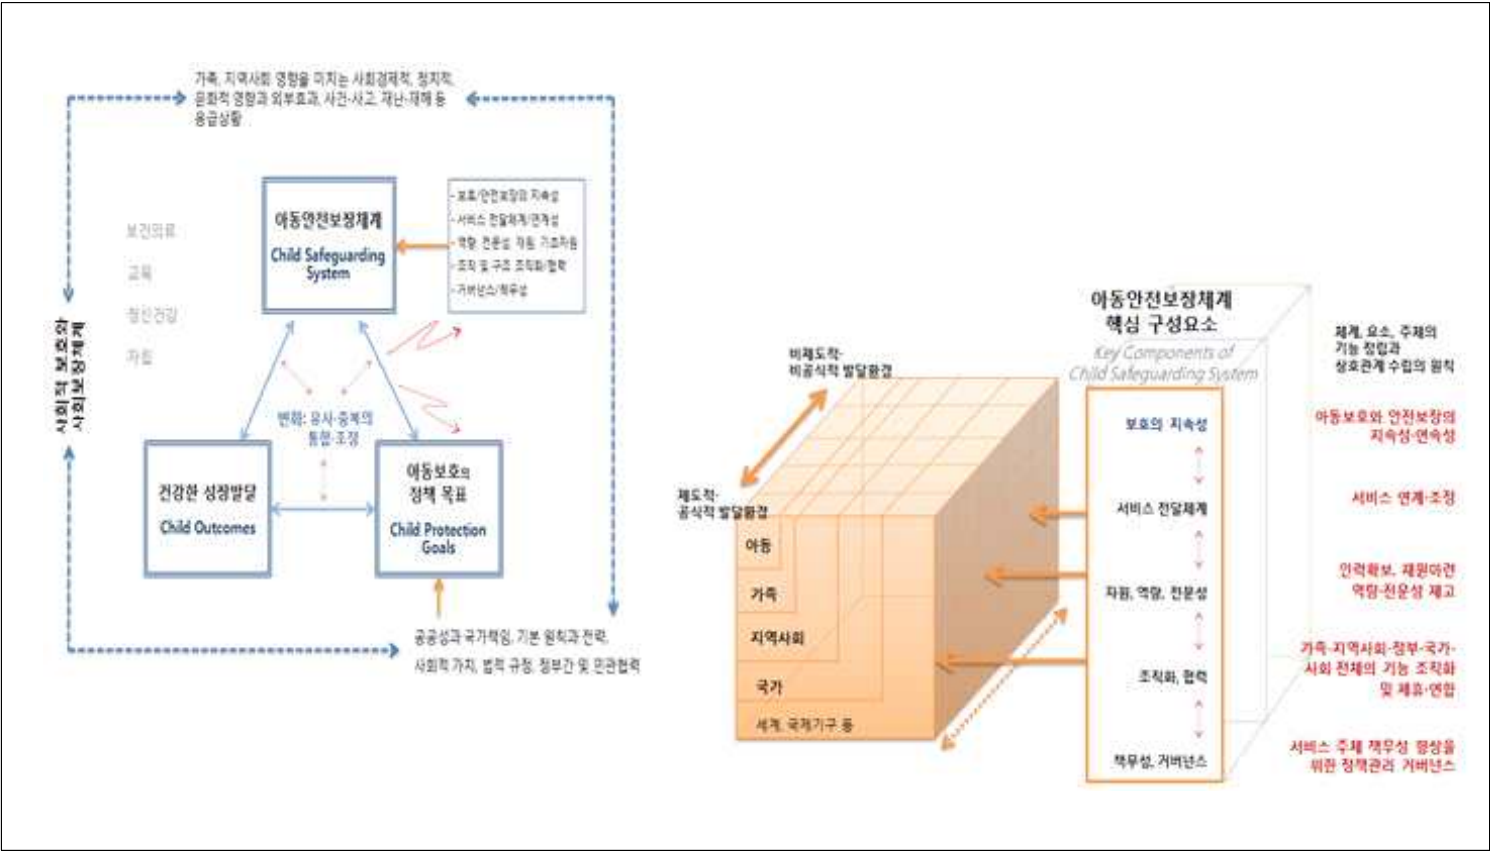 가족, 지역사회 영향을 미치는 사회경제적, 정치적,
문화적 영향과 외부효과, 사건·사고, 재난·재해 등
응급상황
보건의료
교육
정신건강
자립
사회적 보호와
사회보장체계
아동안전보장체계
Child Safeguarding
System
- 보호/안전보장의 지속성
- 서비스 전달체계/연계성
- 역량 전문성 재원 기초자원
- 조직 및 구조 조직화/협력
- 거버넌스/책무성
변화: 유사·중복의
통합·조정
건강한 성장발달
Child Outcomes
아동보호의
정책 목표
Child Protection
Goals
공공성과 국가책임, 기본 원칙과 전략,
사회적 가치, 법적 규정, 정부간 및 민관협력
비제도적·
비공식적 발달환경
제도적·
공식적 발달환경
아동
가족
지역사회
국가
세계, 국제기구 등
아동안전보장체계
핵심 구성요소
Key Components of
Child Safeguarding System
보호의 지속성
서비스 전달체계
자원, 역량, 전문성
조직화, 협력
책무성, 거버넌스
체계, 요소, 주체의
기능 정립과
상호관계 수립의 원칙
아동보호와 안전보장의
지속성·연속성
서비스 연계·조정
인력확보, 재원마련
역량·전문성 제고
가족·지역사회·정부·국가·
사회 전체의 기능 조직화
및 제휴·연합
서비스 주체 책무성 향상을
위한 정책관리 거버넌스